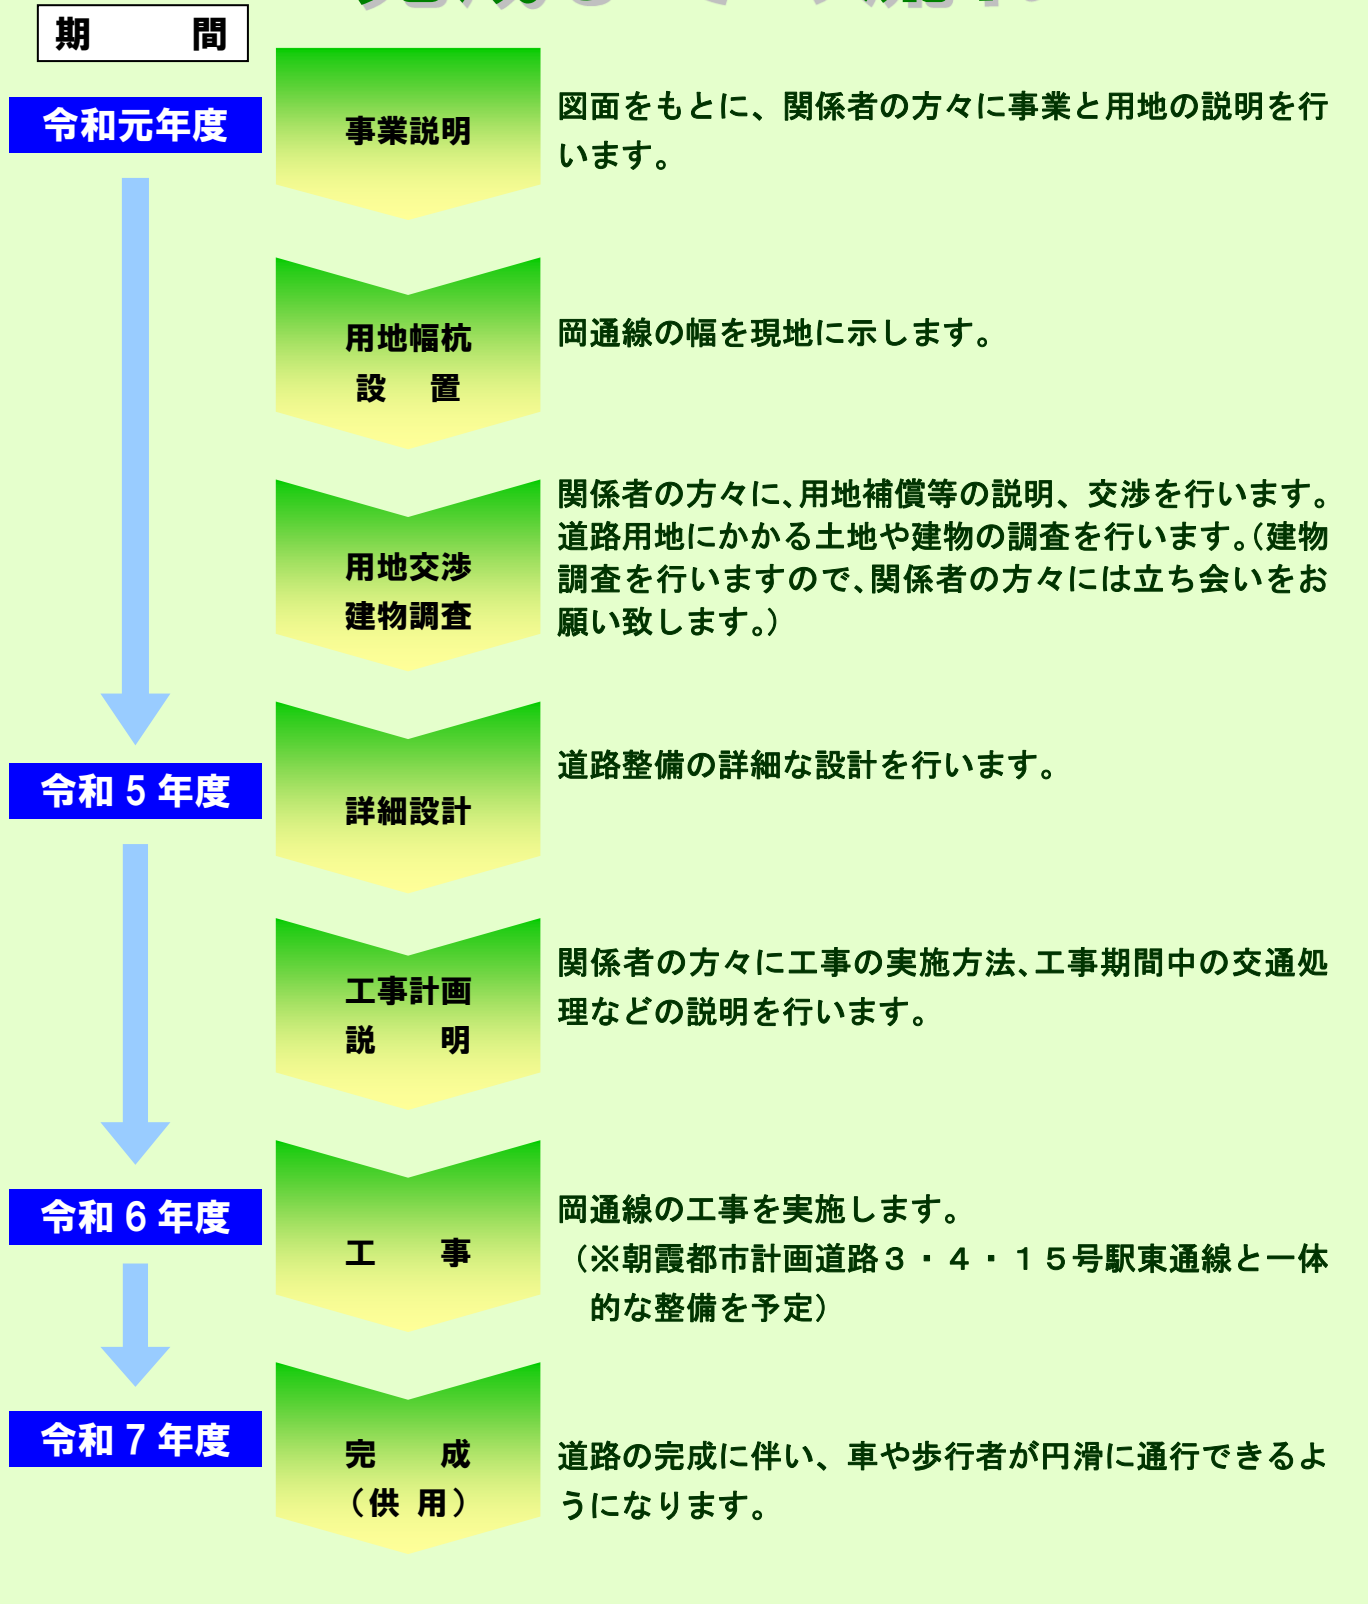 期　　間
令和元年度
事業説明
図面をもとに、関係者の方々に事業と用地の説明を行
います。
用地幅杭
設　置
岡通線の幅を現地に示します。
用地交渉
建物調査
関係者の方々に、用地補償等の説明、交渉を行います。
道路用地にかかる土地や建物の調査を行います。（建物
調査を行いますので、関係者の方々には立ち会いをお
願い致します。）
令和５年度
詳細設計
道路整備の詳細な設計を行います。
工事計画
説　　明
関係者の方々に工事の実施方法、工事期間中の交通処
理などの説明を行います。
令和６年度
工　　事
岡通線の工事を実施します。
（※朝霞都市計画道路３・４・１５号駅東通線と一体
的な整備を予定）
令和７年度
完　　成
（供 用）
道路の完成に伴い、車や歩行者が円滑に通行できるよ
うになります。